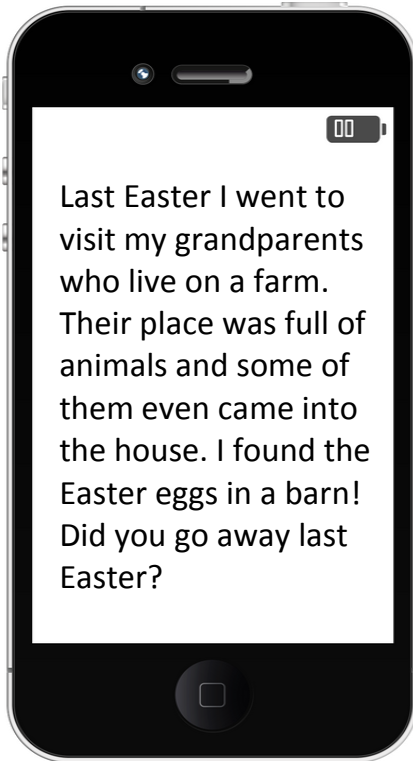 Last Easter I went to
visit my grandparents
who live on a farm.
Their place was full of
animals and some of
them even came into
the house. I found the
Easter eggs in a barn!
Did you go away last
Easter?